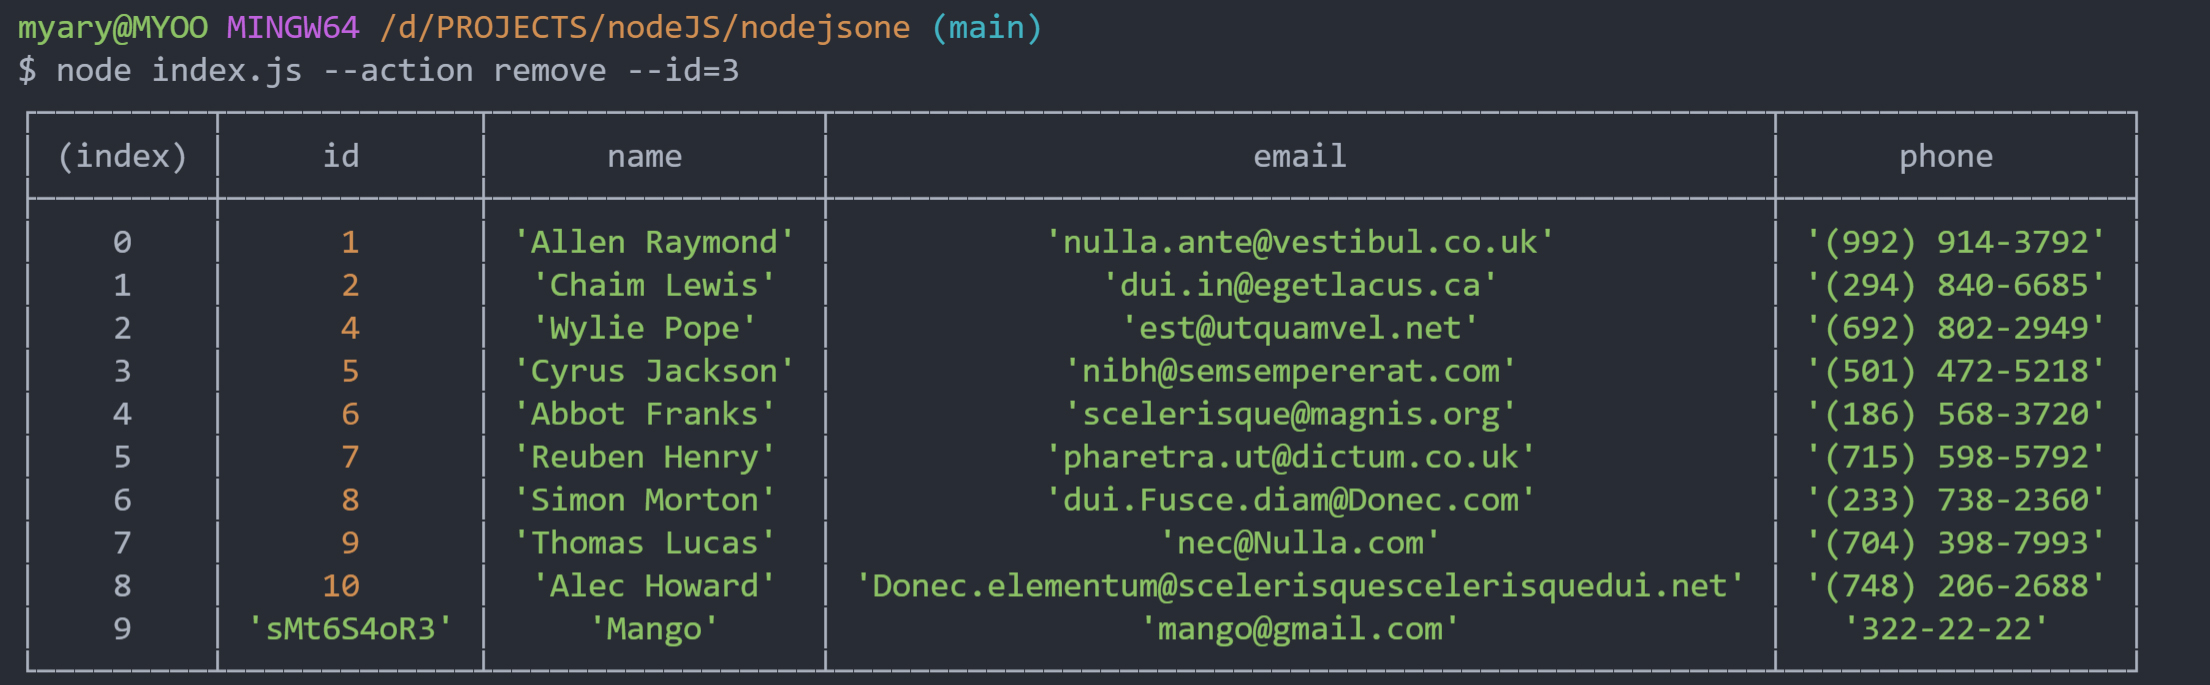 myary@MYOO MINGW64 /d/PROJECTS/nodeJS/nodejsone (main)
$ node index.js --action remove --id=3
(index) id name email phone
0 1 'Allen Raymond' 'nulla.ante@vestibul.co.uk' '(992) 914-3792'
1 2 'Chaim Lewis' 'dui.in@egetlacus.ca' '(294) 840-6685'
2 4 'Wylie Pope' 'est@utquamvel.net' '(692) 802-2949'
3 5 'Cyrus Jackson' 'nibh@semsempererat.com' '(501) 472-5218'
4 6 'Abbot Franks' 'scelerisque@magnis.org' '(186) 568-3720'
5 7 'Reuben Henry' 'pharetra.ut@dictum.co.uk' '(715) 598-5792'
6 8 'Simon Morton' 'dui.Fusce.diam@Donec.com' '(233) 738-2360'
7 9 'Thomas Lucas' 'nec@Nulla.com' '(704) 398-7993'
8 10 'Alec Howard' 'Donec.elementum@scelerisquescelerisquedui.net' '(748) 206-2688'
9 'sMt6S4oR3' 'Mango' 'mango@gmail.com' '322-22-22'